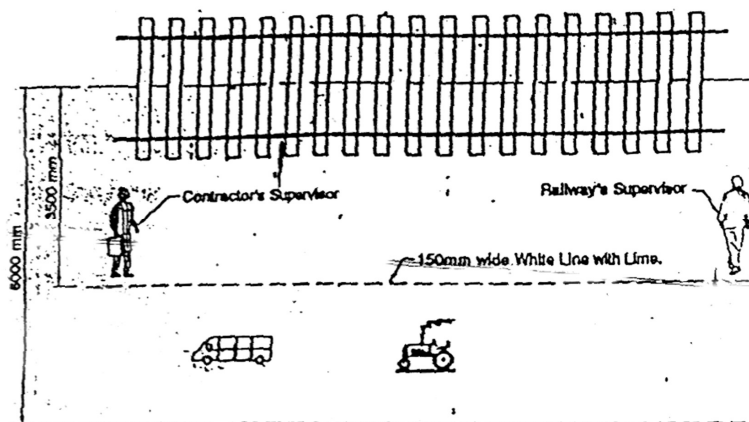 Contractor's Supervisor
Railway's Supervisor
3500 mm
6000 mm
150mm wide White Line with Lime.